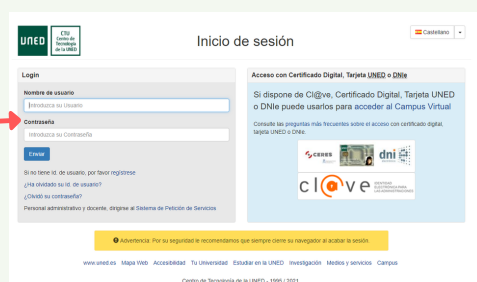 UNED
CTU
Centro de
Tecnología
de la UNED
Inicio de sesión
Castellano
Login
Nombre de usuario
Introduzca su Usuario
Contraseña
Introduzca su Contraseña
Enviar
Si no tiene Id. de usuario, por favor regístrese
¿Ha olvidado su Id. de usuario?
¿Olvidó su contraseña?
Personal administrativo y docente, diríginse al Sistema de Petición de Servicios
Acceso con Certificado Digital, Tarjeta UNED o DNIe
Si dispone de Cl@ve, Certificado Digital, Tarjeta UNED
o DNIe puede usarlos para acceder al Campus Virtual
Consulte las preguntas más frecuentes sobre el acceso con certificado digital,
tarjeta UNED o DNIe.
CERES
dni
cl@ve
Advertencia: Por su seguridad le recomendamos que siempre cierre su navegador al acabar la sesión.
www.uned.es Mapa Web Accesibilidad Tu Universidad Estudiar en la UNED Investigación Medios y servicios Campus
Centro de Tecnología de la UNED - 1995 / 2021